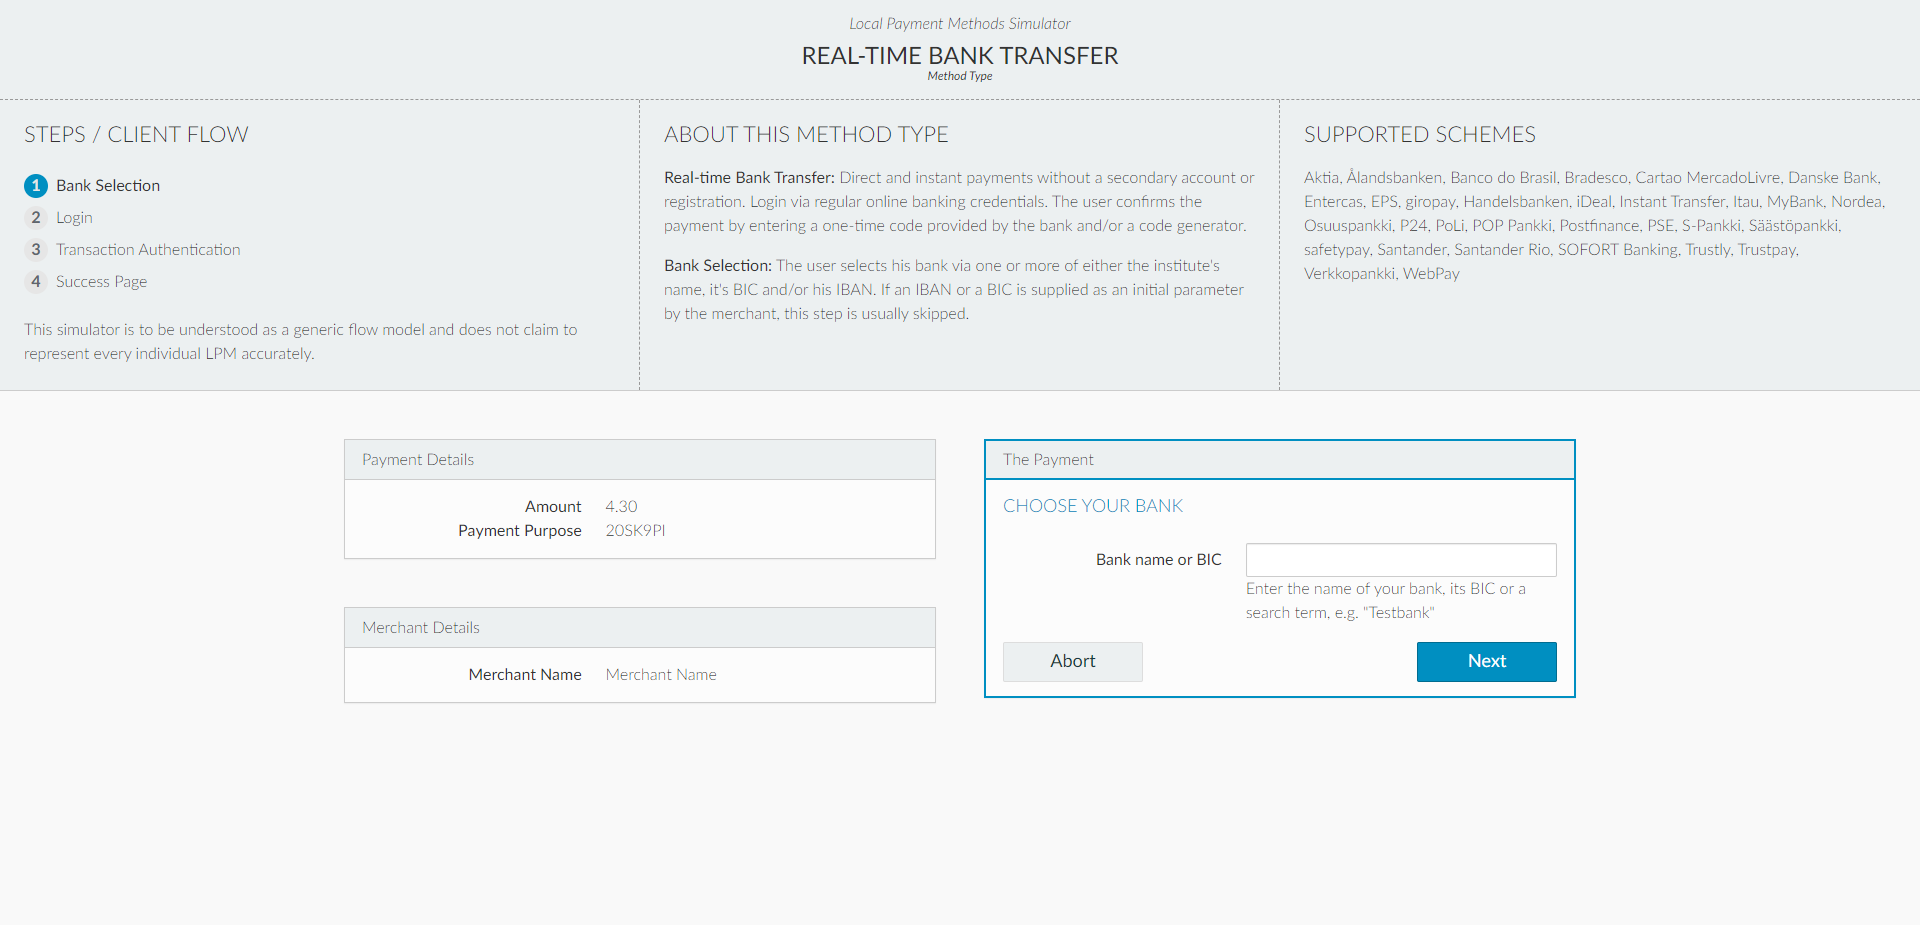 Local Payment Methods Simulator
REAL-TIME BANK TRANSFER
Method Type
STEPS / CLIENT FLOW
1 Bank Selection
2 Login
3 Transaction Authentication
4 Success Page
This simulator is to be understood as a generic flow model and does not claim to
represent every individual LPM accurately.
ABOUT THIS METHOD TYPE
Real-time Bank Transfer: Direct and instant payments without a secondary account or
registration. Login via regular online banking credentials. The user confirms the
payment by entering a one-time code provided by the bank and/or a code generator.
Bank Selection: The user selects his bank via one or more of either the institute's
name, it's BIC and/or his IBAN. If an IBAN or a BIC is supplied as an initial parameter
by the merchant, this step is usually skipped.
SUPPORTED SCHEMES
Aktia, Ålandsbanken, Banco do Brasil, Bradesco, Cartao MercadoLivre, Danske Bank,
Entercas, EPS, giropay, Handelsbanken, iDeal, Instant Transfer, Itau, MyBank, Nordea,
Osuuspankki, P24, PoLi, POP Pankki, Postfinance, PSE, S-Pankki, Säästöpankki,
safetypay, Santander, Santander Rio, SOFORT Banking, Trustly, Trustpay,
Verkkopankki, WebPay
Payment Details
Amount 4.30
Payment Purpose 20SK9PI
Merchant Details
Merchant Name Merchant Name
The Payment
CHOOSE YOUR BANK
Bank name or BIC
Enter the name of your bank, its BIC or a
search term, e.g. "Testbank"
Abort Next